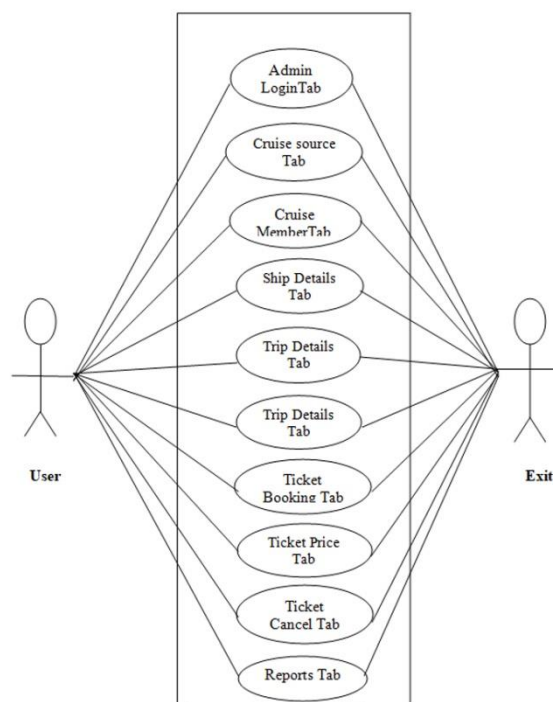 Admin
LoginTab
Cruise source
Tab
Cruise
MemberTab
Ship Details
Tab
Trip Details
Tab
Trip Details
Tab
User
Exit
Ticket
Booking Tab
Ticket Price
Tab
Ticket
Cancel Tab
Reports Tab